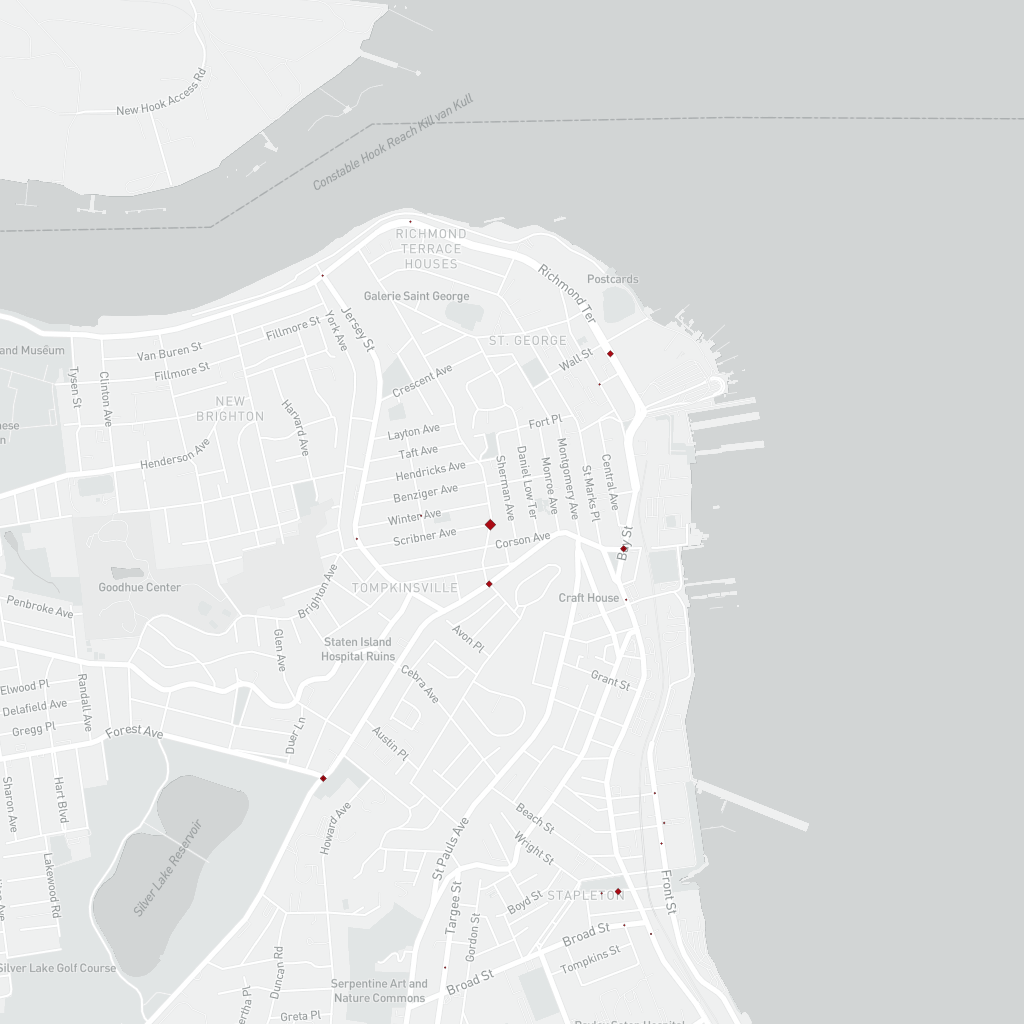 New Hook Access Rd
Constable Hook Reach Kill van Kull
RICHMOND
TERRACE
HOUSES
Richmond Ter
Postcards
Galerie Saint George
Jersey St
York Ave
Fillmore St
ST. GEORGE
Wall St
and Museum
Van Buren St
Fillmore St
Tysen St
Clinton Ave
Crescent Ave
NEW
BRIGHTON
Harvard Ave
Fort Pl
Layton Ave
Taft Ave
Hendricks Ave
Benziger Ave
Winter Ave
Scribner Ave
Henderson Ave
nese
n
Sherman Ave
Daniel Low Ter
Monroe Ave
Montgomery Ave
St Marks Pl
Central Ave
Bay St
Corson Ave
TOMPKINSVILLE
Goodhue Center
Brighton Ave
Craft House
Penbroke Ave
Glen Ave
Staten Island
Hospital Ruins
Avon Pl
Cebra Ave
Grant St
Elwood Pl
Delafield Ave
Gregg Pl
Randall Ave
Forest Ave
Duer Ln
Austin Pl
Sharon Ave
Hart Blvd
Howard Ave
Beach St
Wright St
Silver Lake Reservoir
St Pauls Ave
Lakewood Rd
Targee St
Gordon St
Boyd St
STAPLETON
Front St
Broad St
Tompkins St
Silver Lake Golf Course
Duncan Rd
Serpentine Art and
Nature Commons
Broad St
Greta Pl